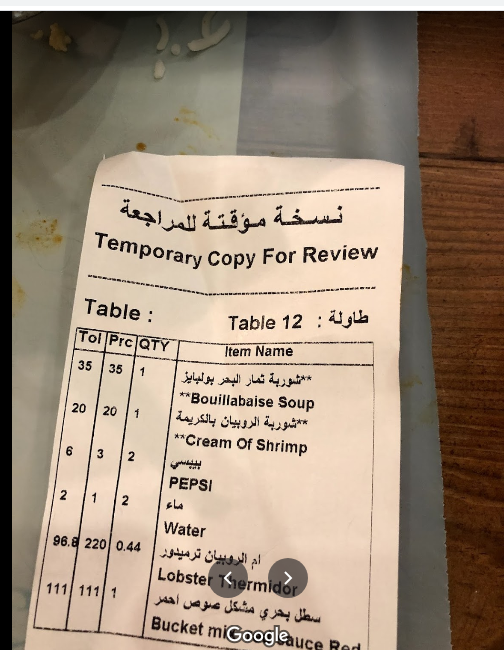 نسخة مؤقتة للمراجعة
Temporary Copy For Review
Table : Table 12 : طاولة
Tol Prc QTY Item Name
35 35 1 شوربة ثمار البحر بوليابيز**
**Bouillabaise Soup
20 20 1 شوربة الروبيان بالكريمة**
**Cream Of Shrimp
6 3 2 بيبسي
PEPSI
2 1 2 ماء
Water
96.8 220 0.44 ام الروبيان ترميدور
Lobster Thermidor
111 111 1 سطل بحري مشكل صوص احمر
Bucket Red
Google